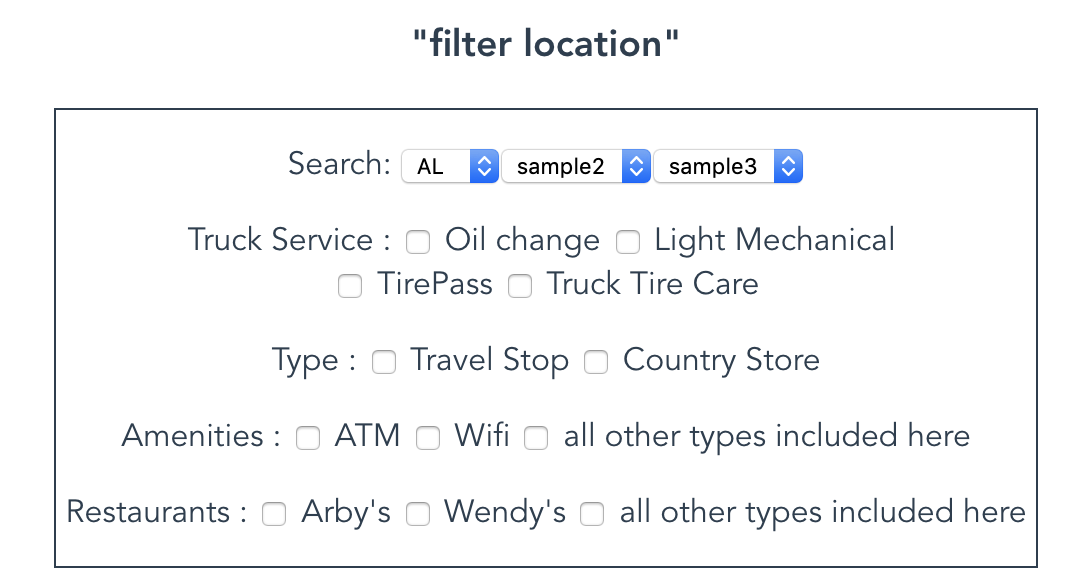 "filter location"
Search: AL sample2 sample3
Truck Service : Oil change Light Mechanical
TirePass Truck Tire Care
Type : Travel Stop Country Store
Amenities : ATM Wifi all other types included here
Restaurants : Arby's Wendy's all other types included here